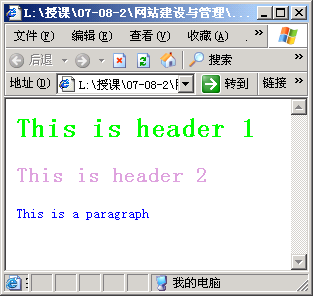 L:\授课\07-08-2\网站建设与管理\...
文件(F) 编辑(E) 查看(V) 收藏(A) »
后退 搜索
地址(D) L:\授课\07-08-2\ 转到 链接 »
This is header 1
This is header 2
This is a paragraph
我的电脑